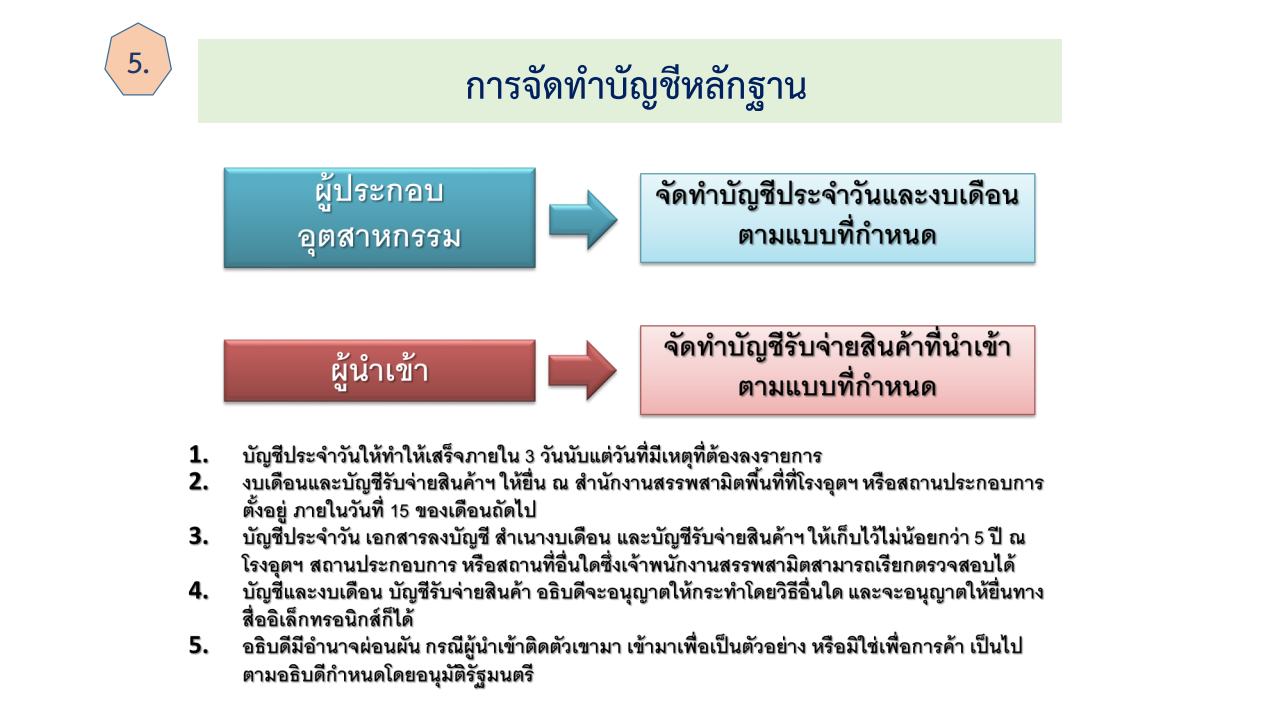 5.
การจัดทำบัญชีหลักฐาน
ผู้ประกอบ
อุตสาหกรรม
จัดทำบัญชีประจำวันและงบเดือน
ตามแบบที่กำหนด
ผู้นำเข้า
จัดทำบัญชีรับจ่ายสินค้าที่นำเข้า
ตามแบบที่กำหนด
1. บัญชีประจำวันให้ทำให้เสร็จภายใน 3 วันนับแต่วันที่มีเหตุที่ต้องลงรายการ
2. งบเดือนและบัญชีรับจ่ายสินค้าฯ ให้ยื่น ณ สำนักงานสรรพสามิตพื้นที่ที่โรงอุตฯ หรือสถานประกอบการ
ตั้งอยู่ ภายในวันที่ 15 ของเดือนถัดไป
3. บัญชีประจำวัน เอกสารลงบัญชี สำเนางบเดือน และบัญชีรับจ่ายสินค้าฯ ให้เก็บไว้ไม่น้อยกว่า 5 ปี ณ
โรงอุตฯ สถานประกอบการ หรือสถานที่อื่นใดซึ่งเจ้าพนักงานสรรพสามิตสามารถเรียกตรวจสอบได้
4. บัญชีและงบเดือน บัญชีรับจ่ายสินค้า อธิบดีจะอนุญาตให้กระทำโดยวิธีอื่นใด และจะอนุญาตให้ยื่นทาง
สื่ออิเล็กทรอนิกส์ก็ได้
5. อธิบดีมีอำนาจผ่อนผัน กรณีผู้นำเข้าติดตัวเขามา เข้ามาเพื่อเป็นตัวอย่าง หรือมิใช่เพื่อการค้า เป็นไป
ตามอธิบดีกำหนดโดยอนุมัติรัฐมนตรี